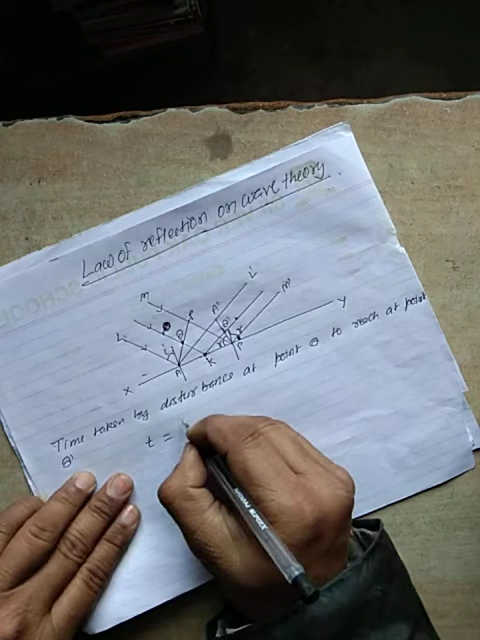 Law of reflection on wave theory.
M
L
P
A'
L'
M'
Y
Q
i
Q'
r
X
A
K
P
Time taken by disturbance at point Q to reach at point
Q'
t =